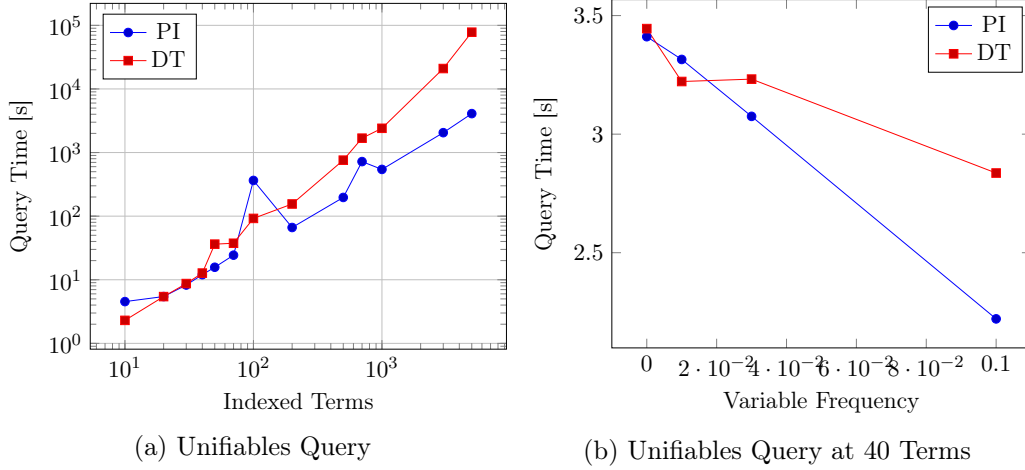 PI
DT
10^5
10^4
10^3
10^2
10^1
10^0
Query Time [s]
10^1
10^2
10^3
Indexed Terms
(a) Unifiables Query
PI
DT
3.5
3
2.5
Query Time [s]
0
2 · 10^−2
4 · 10^−2
6 · 10^−2
8 · 10^−2
0.1
Variable Frequency
(b) Unifiables Query at 40 Terms